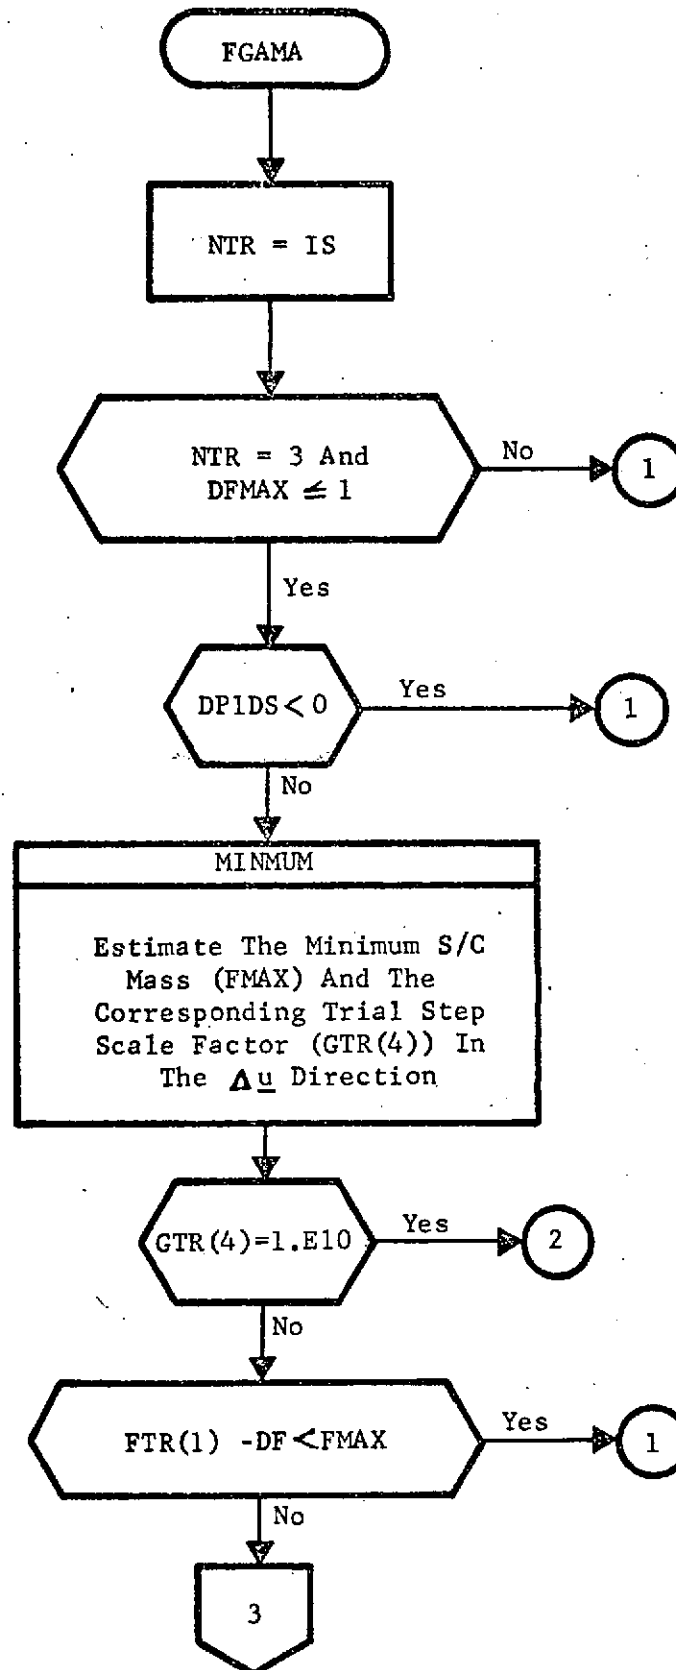 FGAMA
NTR = IS
NTR = 3 And
DFMAX ≤ 1
No
1
Yes
DPIDS < 0
Yes
1
No
MINMUM
Estimate The Minimum S/C
Mass (FMAX) And The
Corresponding Trial Step
Scale Factor (GTR(4)) In
The Δu Direction
GTR(4)=1.E10
Yes
2
No
FTR(1) -DF < FMAX
Yes
1
No
3